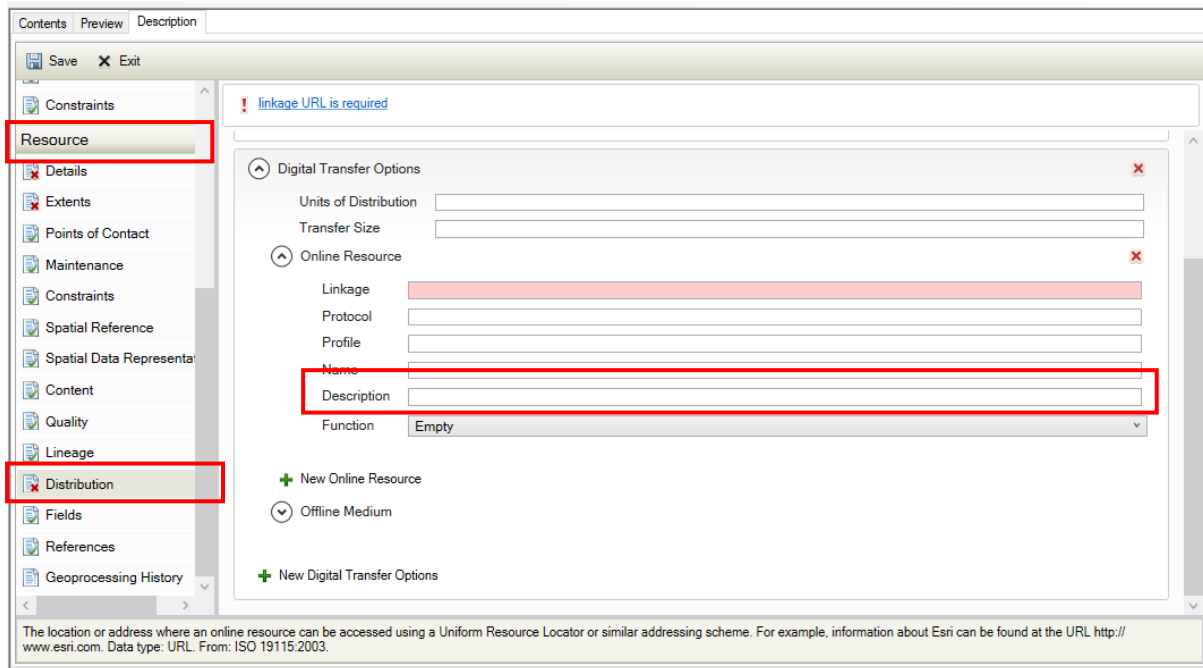 Contents Preview Description
Save Exit
Constraints
Resource
Details
Extents
Points of Contact
Maintenance
Constraints
Spatial Reference
Spatial Data Representat
Content
Quality
Lineage
Distribution
Fields
References
Geoprocessing History
! linkage URL is required
Digital Transfer Options
Units of Distribution
Transfer Size
Online Resource
Linkage
Protocol
Profile
Name
Description
Function Empty
New Online Resource
Offline Medium
New Digital Transfer Options
The location or address where an online resource can be accessed using a Uniform Resource Locator or similar addressing scheme. For example, information about Esri can be found at the URL http://
www.esri.com. Data type: URL. From: ISO 19115:2003.